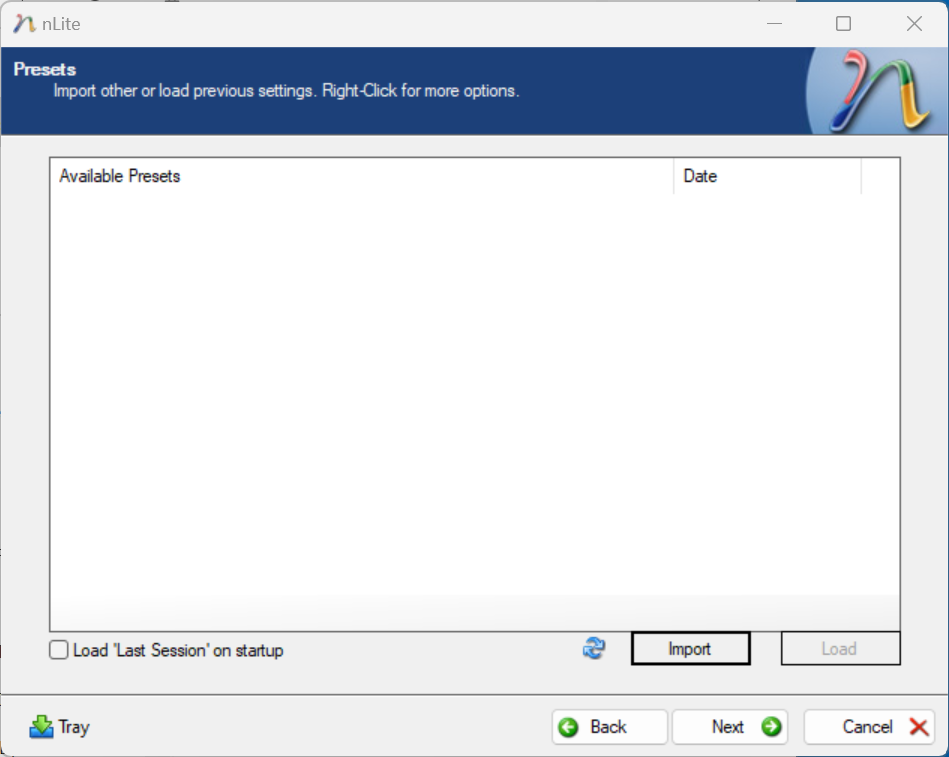 nLite
Presets
Import other or load previous settings. Right-Click for more options.
Available Presets Date
Load 'Last Session' on startup Import Load
Tray Back Next Cancel